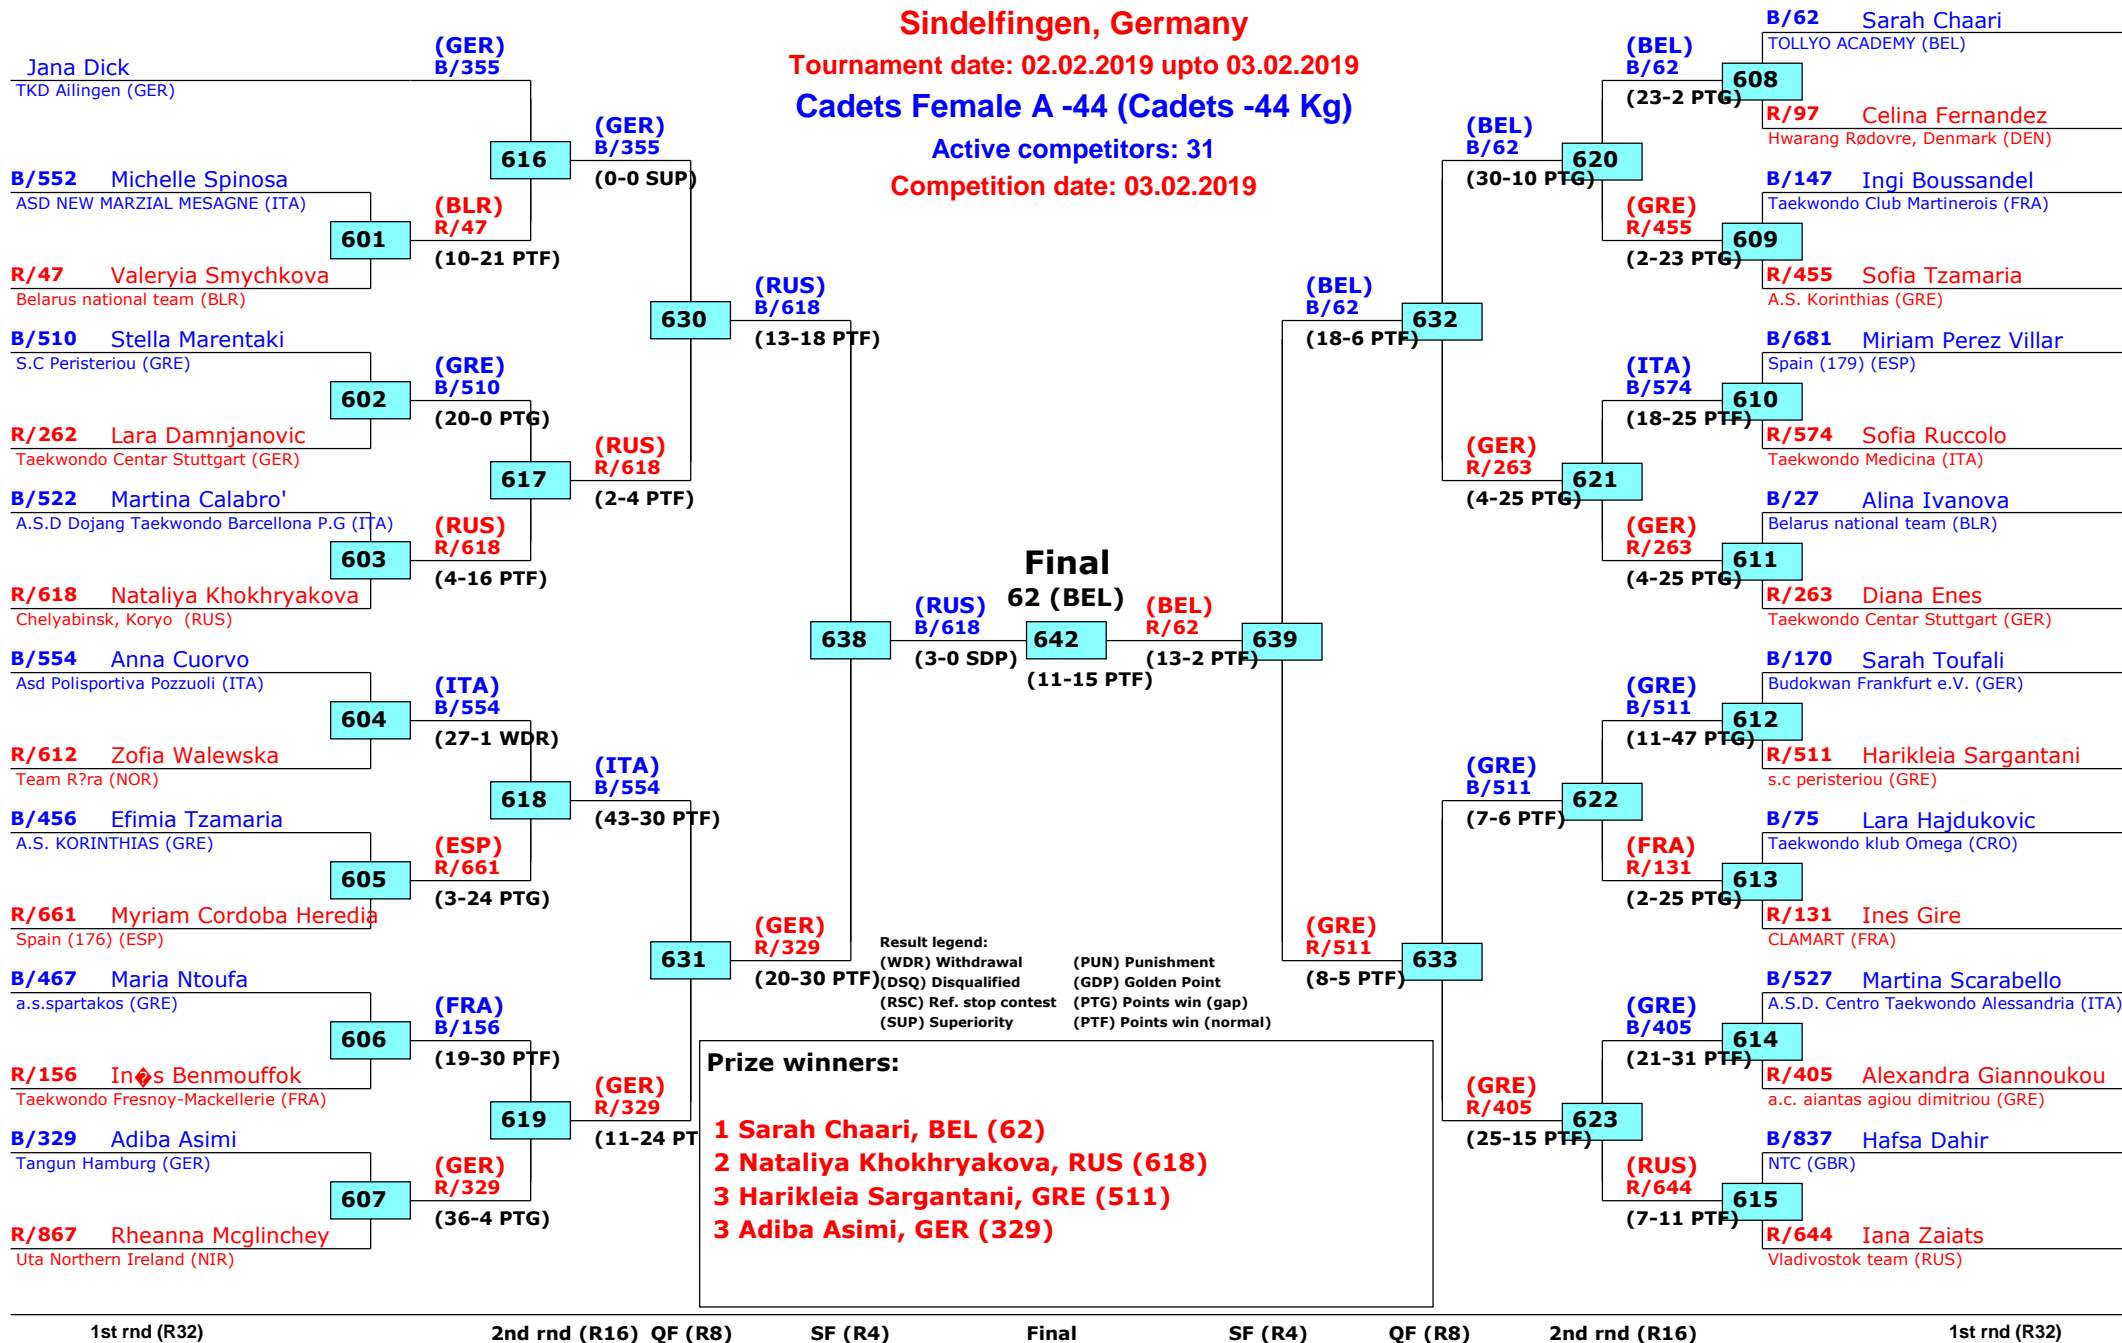 Sindelfingen, Germany
Tournament date: 02.02.2019 upto 03.02.2019
Cadets Female A -44 (Cadets -44 Kg)
Active competitors: 31
Competition date: 03.02.2019
Jana Dick
TKD Ailingen (GER)
B/552 Michelle Spinosa
ASD NEW MARZIAL MESAGNE (ITA)
601
R/47 Valeryia Smychkova
Belarus national team (BLR)
B/510 Stella Marentaki
S.C Peristeriou (GRE)
602
R/262 Lara Damnjanovic
Taekwondo Centar Stuttgart (GER)
B/522 Martina Calabro'
A.S.D Dojang Taekwondo Barcellona P.G (ITA)
603
R/618 Nataliya Khokhryakova
Chelyabinsk, Koryo (RUS)
B/554 Anna Cuorvo
Asd Polisportiva Pozzuoli (ITA)
604
R/612 Zofia Walewska
Team R?ra (NOR)
B/456 Efimia Tzamaria
A.S. KORINTHIAS (GRE)
605
R/661 Myriam Cordoba Heredia
Spain (176) (ESP)
B/467 Maria Ntoufa
a.s.spartakos (GRE)
606
R/156 In�s Benmouffok
Taekwondo Fresnoy-Mackellerie (FRA)
B/329 Adiba Asimi
Tangun Hamburg (GER)
607
R/867 Rheanna Mcglinchey
Uta Northern Ireland (NIR)
(GER)
B/355
616
(BLR)
R/47
(10-21 PTF)
(GRE)
B/510
(20-0 PTG)
617
(RUS)
R/618
(4-16 PTF)
(ITA)
B/554
(27-1 WDR)
618
(ESP)
R/661
(3-24 PTG)
(FRA)
B/156
(19-30 PTF)
619
(GER)
R/329
(36-4 PTG)
(GER)
B/355
(0-0 SUP)
630
(RUS)
R/618
(2-4 PTF)
(ITA)
B/554
(43-30 PTF)
631
(GER)
R/329
(11-24 PT
(RUS)
B/618
(13-18 PTF)
638
(GER)
R/329
(20-30 PTF)
(RUS)
B/618
(3-0 SDP)
Final
62 (BEL)
642
(11-15 PTF)
(BEL)
R/62
(13-2 PTF)
639
(BEL)
B/62
(18-6 PTF)
632
(GRE)
R/511
(8-5 PTF)
633
(BEL)
B/62
(30-10 PTG)
620
(GER)
R/263
(4-25 PTG)
621
(GRE)
B/511
(7-6 PTF)
622
(GRE)
R/405
(25-15 PTF)
623
(BEL)
B/62
(23-2 PTG)
(GRE)
R/455
(2-23 PTG)
(ITA)
B/574
(18-25 PTF)
(GER)
R/263
(4-25 PTG)
(GRE)
B/511
(11-47 PTG)
(FRA)
R/131
(2-25 PTG)
(GRE)
B/405
(21-31 PTF)
(RUS)
R/644
(7-11 PTF)
B/62 Sarah Chaari
TOLLYO ACADEMY (BEL)
608
R/97 Celina Fernandez
Hwarang Rødovre, Denmark (DEN)
B/147 Ingi Boussandel
Taekwondo Club Martinerois (FRA)
609
R/455 Sofia Tzamaria
A.S. Korinthias (GRE)
B/681 Miriam Perez Villar
Spain (179) (ESP)
610
R/574 Sofia Ruccolo
Taekwondo Medicina (ITA)
B/27 Alina Ivanova
Belarus national team (BLR)
611
R/263 Diana Enes
Taekwondo Centar Stuttgart (GER)
B/170 Sarah Toufali
Budokwan Frankfurt e.V. (GER)
612
R/511 Harikleia Sargantani
s.c peristeriou (GRE)
B/75 Lara Hajdukovic
Taekwondo klub Omega (CRO)
613
R/131 Ines Gire
CLAMART (FRA)
B/527 Martina Scarabello
A.S.D. Centro Taekwondo Alessandria (ITA)
614
R/405 Alexandra Giannoukou
a.c. aiantas agiou dimitriou (GRE)
B/837 Hafsa Dahir
NTC (GBR)
615
R/644 Iana Zaiats
Vladivostok team (RUS)
Result legend:
(WDR) Withdrawal (PUN) Punishment
(DSQ) Disqualified (GDP) Golden Point
(RSC) Ref. stop contest (PTG) Points win (gap)
(SUP) Superiority (PTF) Points win (normal)
Prize winners:
1 Sarah Chaari, BEL (62)
2 Nataliya Khokhryakova, RUS (618)
3 Harikleia Sargantani, GRE (511)
3 Adiba Asimi, GER (329)
1st rnd (R32) 2nd rnd (R16) QF (R8) SF (R4) Final SF (R4) QF (R8) 2nd rnd (R16) 1st rnd (R32)